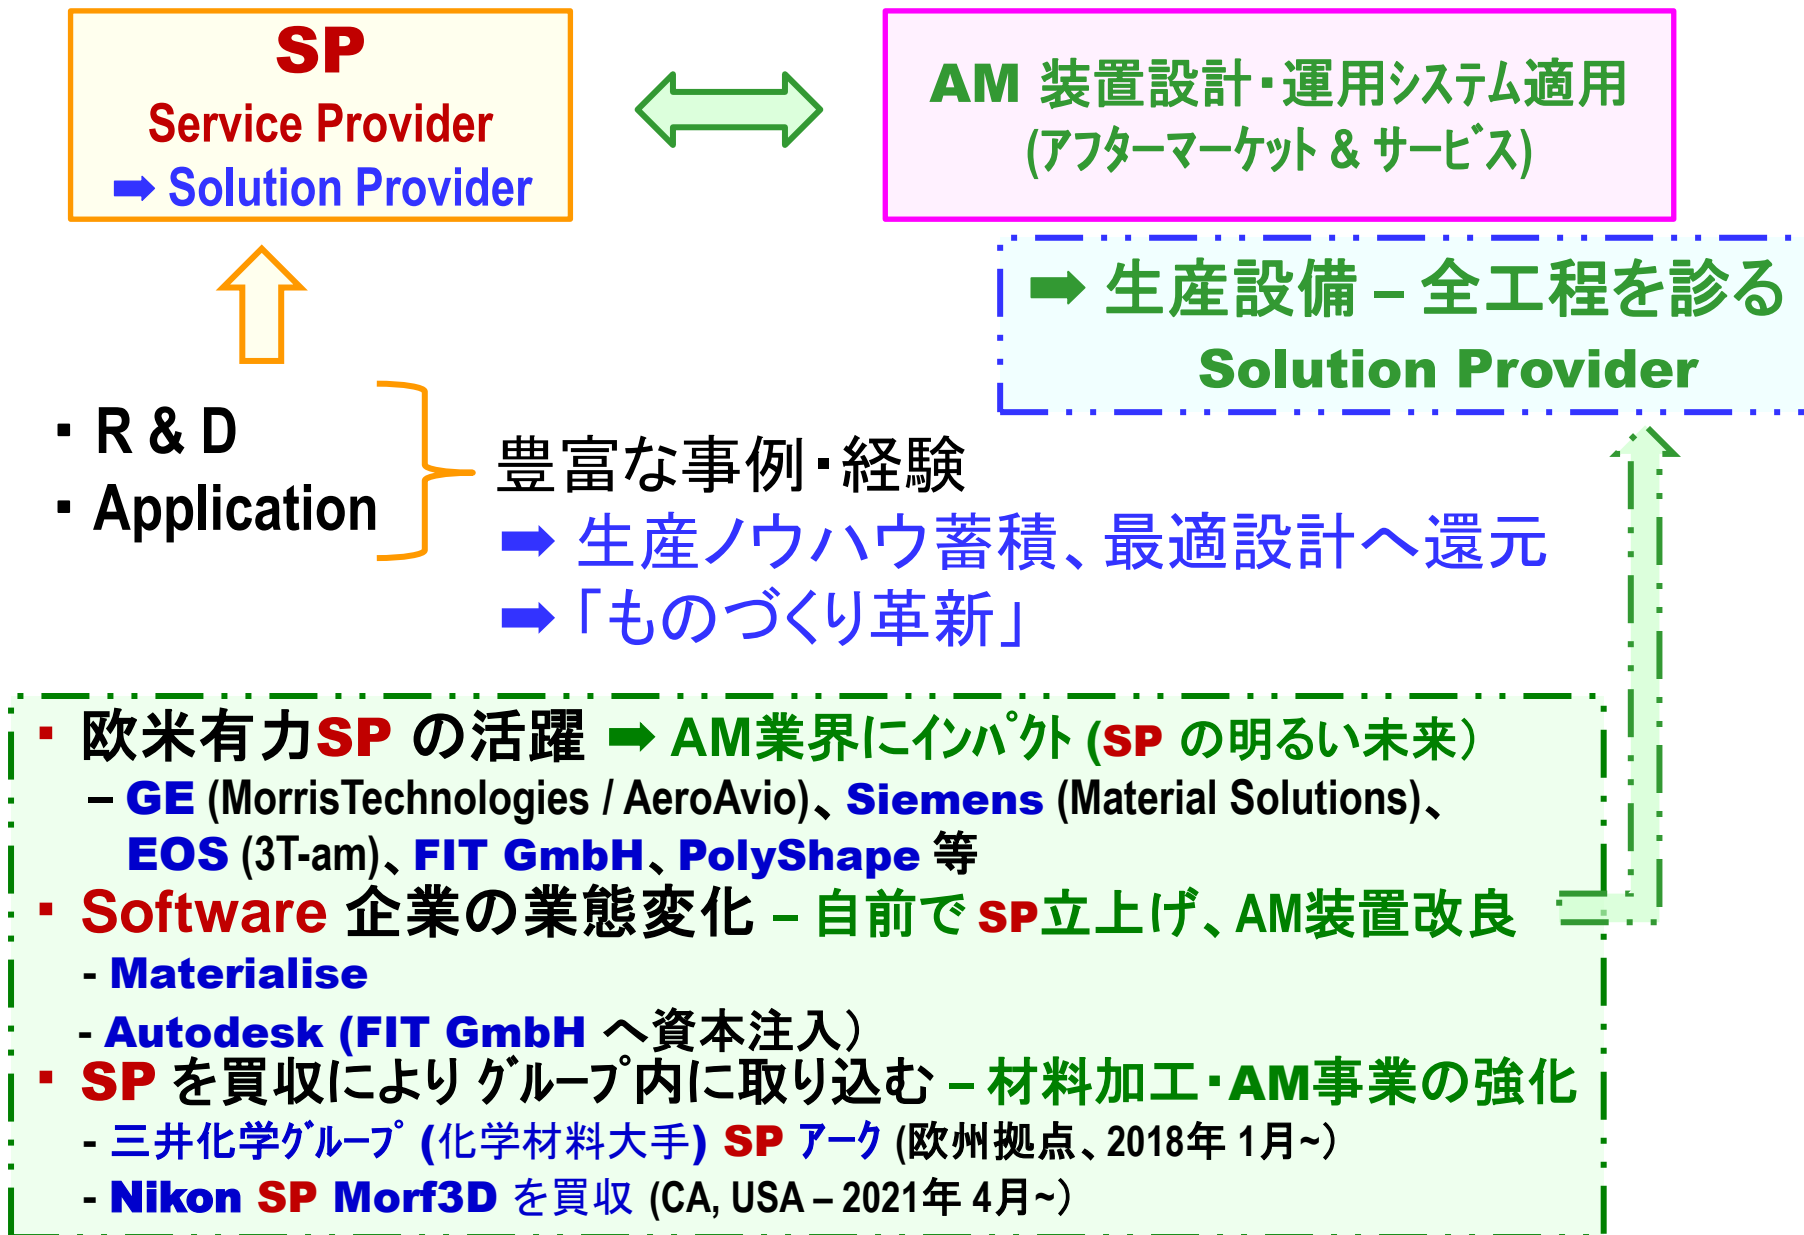 SP
Service Provider
➡ Solution Provider
AM 装置設計・運用ｼｽﾃﾑ適用
(ｱﾌﾀｰﾏｰｹｯﾄ & ｻｰﾋﾞｽ)
➡ 生産設備 – 全工程を診る
Solution Provider
▪ R & D
▪ Application
豊富な事例・経験
➡ 生産ノウハウ蓄積、最適設計へ還元
➡「ものづくり革新」
▪ 欧米有力SP の活躍 ➡ AM業界にｲﾝﾊﾟｸﾄ (SP の明るい未来）
– GE (MorrisTechnologies / AeroAvio)、Siemens (Material Solutions)、
EOS (3T-am)、FIT GmbH、PolyShape 等
▪ Software 企業の業態変化 – 自前で SP立上げ、AM装置改良
- Materialise
- Autodesk (FIT GmbH へ資本注入）
▪ SP を買収により ｸﾞﾙｰﾌﾟ内に取り込む – 材料加工・AM事業の強化
- 三井化学ｸﾞﾙｰﾌﾟ (化学材料大手) SP ｱｰｸ (欧州拠点、2018年 1月~）
- Nikon SP Morf3D を買収 (CA, USA – 2021年 4月~）